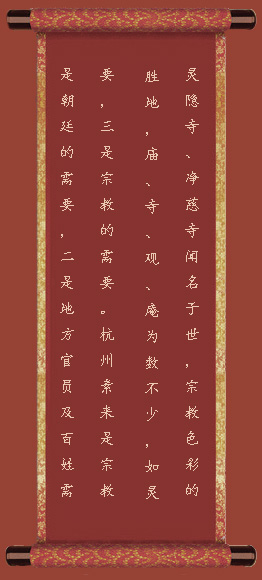 是朝廷的需要，二是地方官员及百姓需
要，三是宗教的需要。杭州素来是宗教
胜地，庙、寺、观、庵为数不少，如灵
灵隐寺、净慈寺闻名于世，宗教色彩的